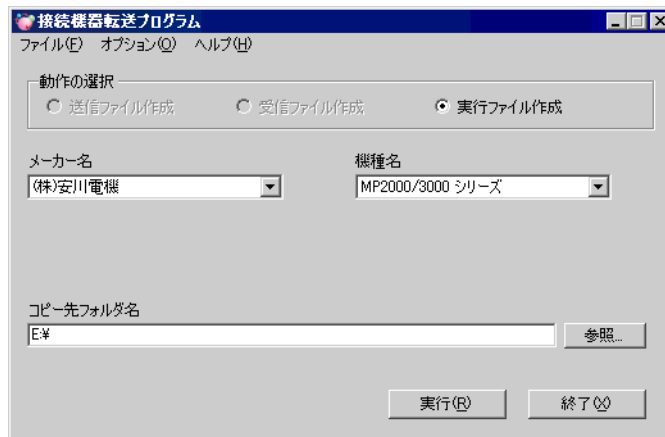 接続機器転送プログラム
ファイル(F) オプション(O) ヘルプ(H)
動作の選択
送信ファイル作成 受信ファイル作成 実行ファイル作成
メーカー名 機種名
(株)安川電機 MP2000/3000 シリーズ
コピー先フォルダ名
E:¥
参照...
実行(R) 終了(X)